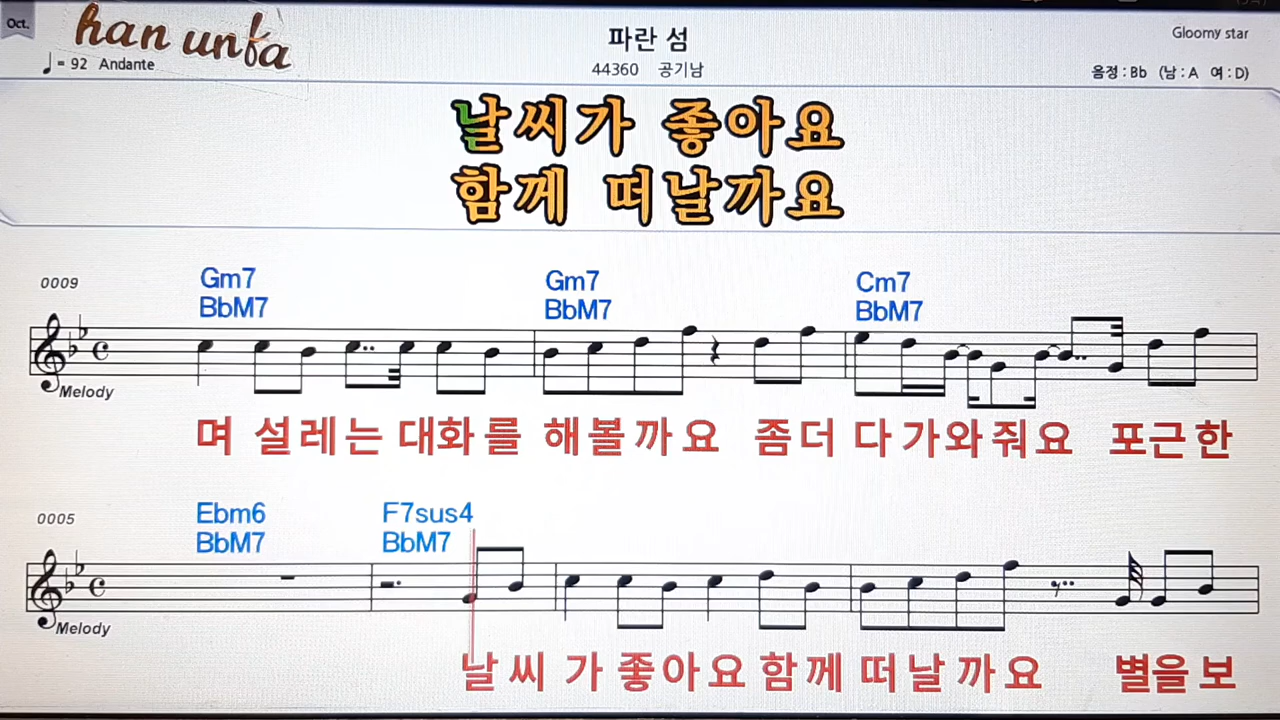 Oct.
han unfa
= 92 Andante
파란 섬
44360 공기남
Gloomy star
음정 : Bb (남 : A 여 : D)
날씨가 좋아요
함께 떠날까요
0009
Gm7 Gm7 Cm7
BbM7 BbM7 BbM7
Melody
며 설레는 대화를 해볼까요 좀더 다가와줘요 포근한
0005
Ebm6 F7sus4
BbM7 BbM7
Melody
날씨가 좋아요 함께 떠날까요 별을보